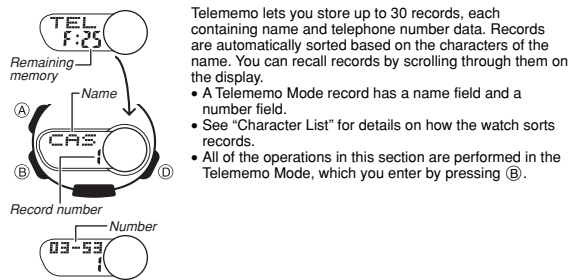 TEL
F:25
Remaining
memory
Name
A
CAS
1
B
D
Record number
Number
03-53
1
Telememo lets you store up to 30 records, each
containing name and telephone number data. Records
are automatically sorted based on the characters of the
name. You can recall records by scrolling through them on
the display.
• A Telememo Mode record has a name field and a
number field.
• See “Character List” for details on how the watch sorts
records.
• All of the operations in this section are performed in the
Telememo Mode, which you enter by pressing Ⓑ.